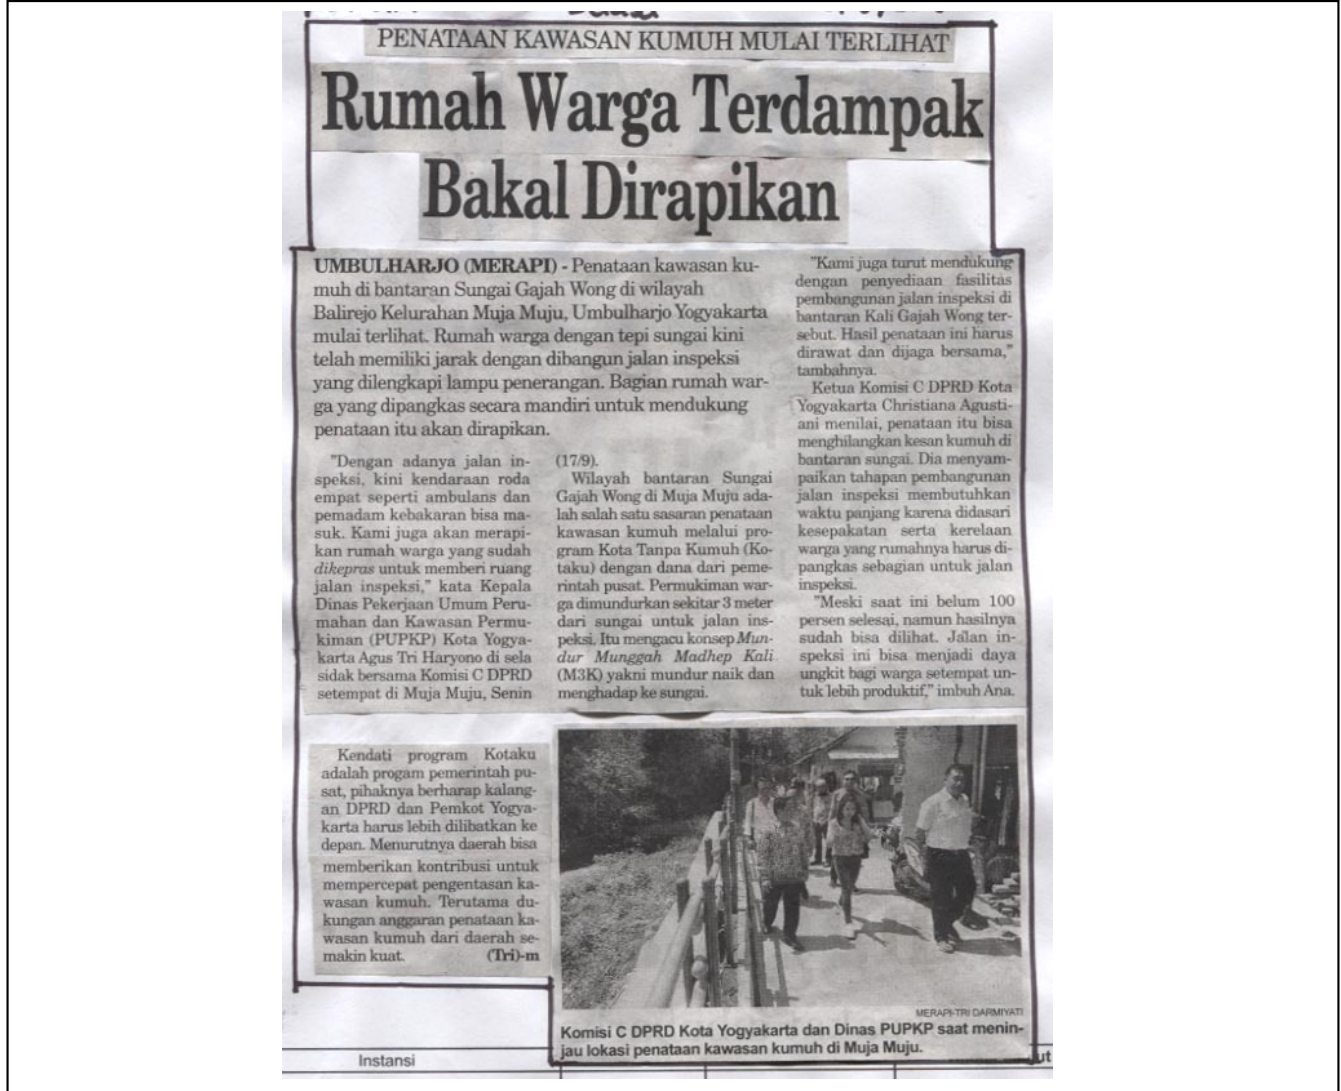 PENATAAN KAWASAN KUMUH MULAI TERLIHAT
Rumah Warga Terdampak
Bakal Dirapikan
UMBULHARJO (MERAPI) - Penataan kawasan ku-
muh di bantaran Sungai Gajah Wong di wilayah
Balirejo Kelurahan Muja Muju, Umbulharjo Yogyakarta
mulai terlihat. Rumah warga dengan tepi sungai kini
telah memiliki jarak dengan dibangun jalan inspeksi
yang dilengkapi lampu penerangan. Bagian rumah war-
ga yang dipangkas secara mandiri untuk mendukung
penataan itu akan dirapikan.
"Dengan adanya jalan in-
speksi, kini kendaraan roda
empat seperti ambulans dan
pemadam kebakaran bisa ma-
suk. Kami juga akan merapi-
kan rumah warga yang sudah
dikepras untuk memberi ruang
jalan inspeksi," kata Kepala
Dinas Pekerjaan Umum Peru-
mahan dan Kawasan Permu-
kiman (PUPKP) Kota Yogya-
karta Agus Tri Haryono di sela
sidak bersama Komisi C DPRD
setempat di Muja Muju, Senin
(17/9).
Wilayah bantaran Sungai
Gajah Wong di Muja Muju ada-
lah salah satu sasaran penataan
kawasan kumuh melalui pro-
gram Kota Tanpa Kumuh (Ko-
taku) dengan dana dari peme-
rintah pusat. Permukiman war-
ga dimundurkan sekitar 3 meter
dari sungai untuk jalan ins-
peksi. Itu mengacu konsep Mun-
dur Munggah Madhep Kali
(M3K) yakni mundur naik dan
menghadap ke sungai.
"Kami juga turut mendukung
dengan penyediaan fasilitas
pembangunan jalan inspeksi di
bantaran Kali Gajah Wong ter-
sebut. Hasil penataan ini harus
dirawat dan dijaga bersama,"
tambahnya.
Ketua Komisi C DPRD Kota
Yogyakarta Christiana Agusti-
ani menilai, penataan itu bisa
menghilangkan kesan kumuh di
bantaran sungai. Dia menyam-
paikan tahapan pembangunan
jalan inspeksi membutuhkan
waktu panjang karena didasari
kesepakatan serta kerelaan
warga yang rumahnya harus di-
pangkas sebagian untuk jalan
inspeksi.
"Meski saat ini belum 100
persen selesai, namun hasilnya
sudah bisa dilihat. Jalan in-
speksi ini bisa menjadi daya
ungkit bagi warga setempat un-
tuk lebih produktif," imbuh Ana.
Kendati program Kotaku
adalah progam pemerintah pu-
sat, pihaknya berharap kalang-
an DPRD dan Pemkot Yogya-
karta harus lebih dilibatkan ke
depan. Menurutnya daerah bisa
memberikan kontribusi untuk
mempercepat pengentasan ka-
wasan kumuh. Terutama du-
kungan anggaran penataan ka-
wasan kumuh dari daerah se-
makin kuat. (Tri)-m
MERAPI-TRI DARMIYATI
Komisi C DPRD Kota Yogyakarta dan Dinas PUPKP saat menin-
jau lokasi penataan kawasan kumuh di Muja Muju.
Instansi